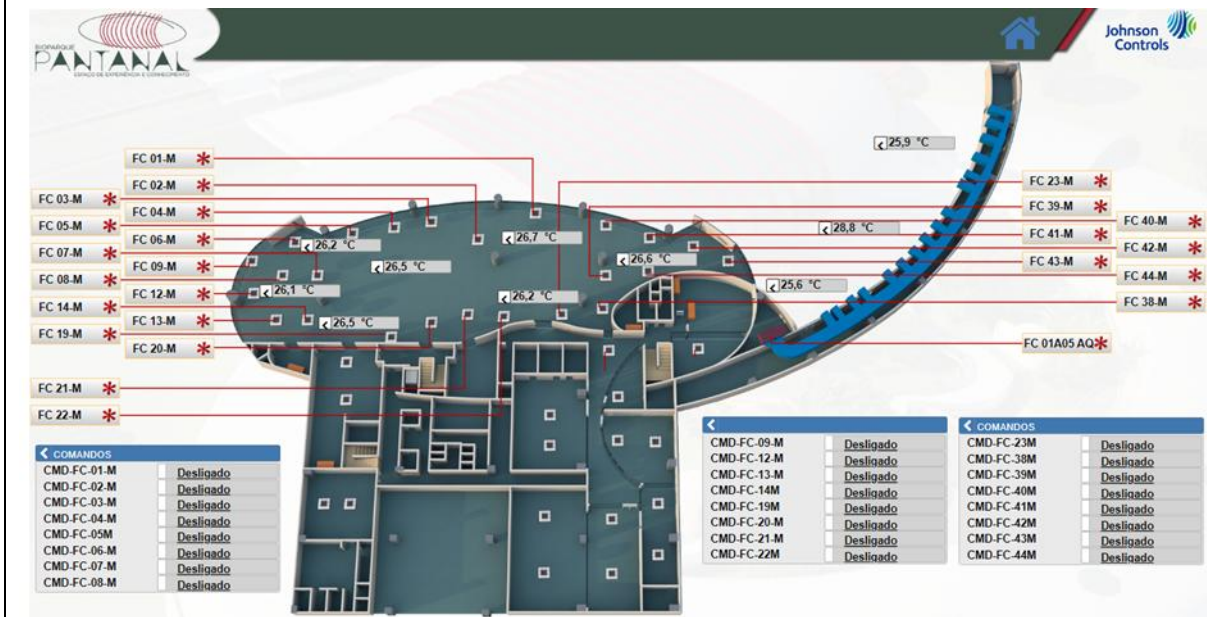 BIOPARQUE
PANTANAL
ESPAÇO DE EXPERIÊNCIA E CONHECIMENTO
Johnson
Controls
FC 01-M
FC 02-M
FC 03-M
FC 04-M
FC 05-M
FC 06-M
FC 07-M
FC 09-M
FC 08-M
FC 12-M
FC 14-M
FC 13-M
FC 19-M
FC 20-M
FC 21-M
FC 22-M
25,9 °C
28,8 °C
26,2 °C
26,7 °C
26,5 °C
26,6 °C
26,1 °C
26,2 °C
25,6 °C
26,5 °C
FC 23-M
FC 39-M
FC 40-M
FC 41-M
FC 42-M
FC 43-M
FC 44-M
FC 38-M
FC 01A05 AQ
COMANDOS
CMD-FC-01-M Desligado
CMD-FC-02-M Desligado
CMD-FC-03-M Desligado
CMD-FC-04-M Desligado
CMD-FC-05M Desligado
CMD-FC-06-M Desligado
CMD-FC-07-M Desligado
CMD-FC-08-M Desligado
CMD-FC-09-M Desligado
CMD-FC-12-M Desligado
CMD-FC-13-M Desligado
CMD-FC-14M Desligado
CMD-FC-19M Desligado
CMD-FC-20-M Desligado
CMD-FC-21-M Desligado
CMD-FC-22M Desligado
COMANDOS
CMD-FC-23M Desligado
CMD-FC-38M Desligado
CMD-FC-39M Desligado
CMD-FC-40M Desligado
CMD-FC-41M Desligado
CMD-FC-42M Desligado
CMD-FC-43M Desligado
CMD-FC-44M Desligado